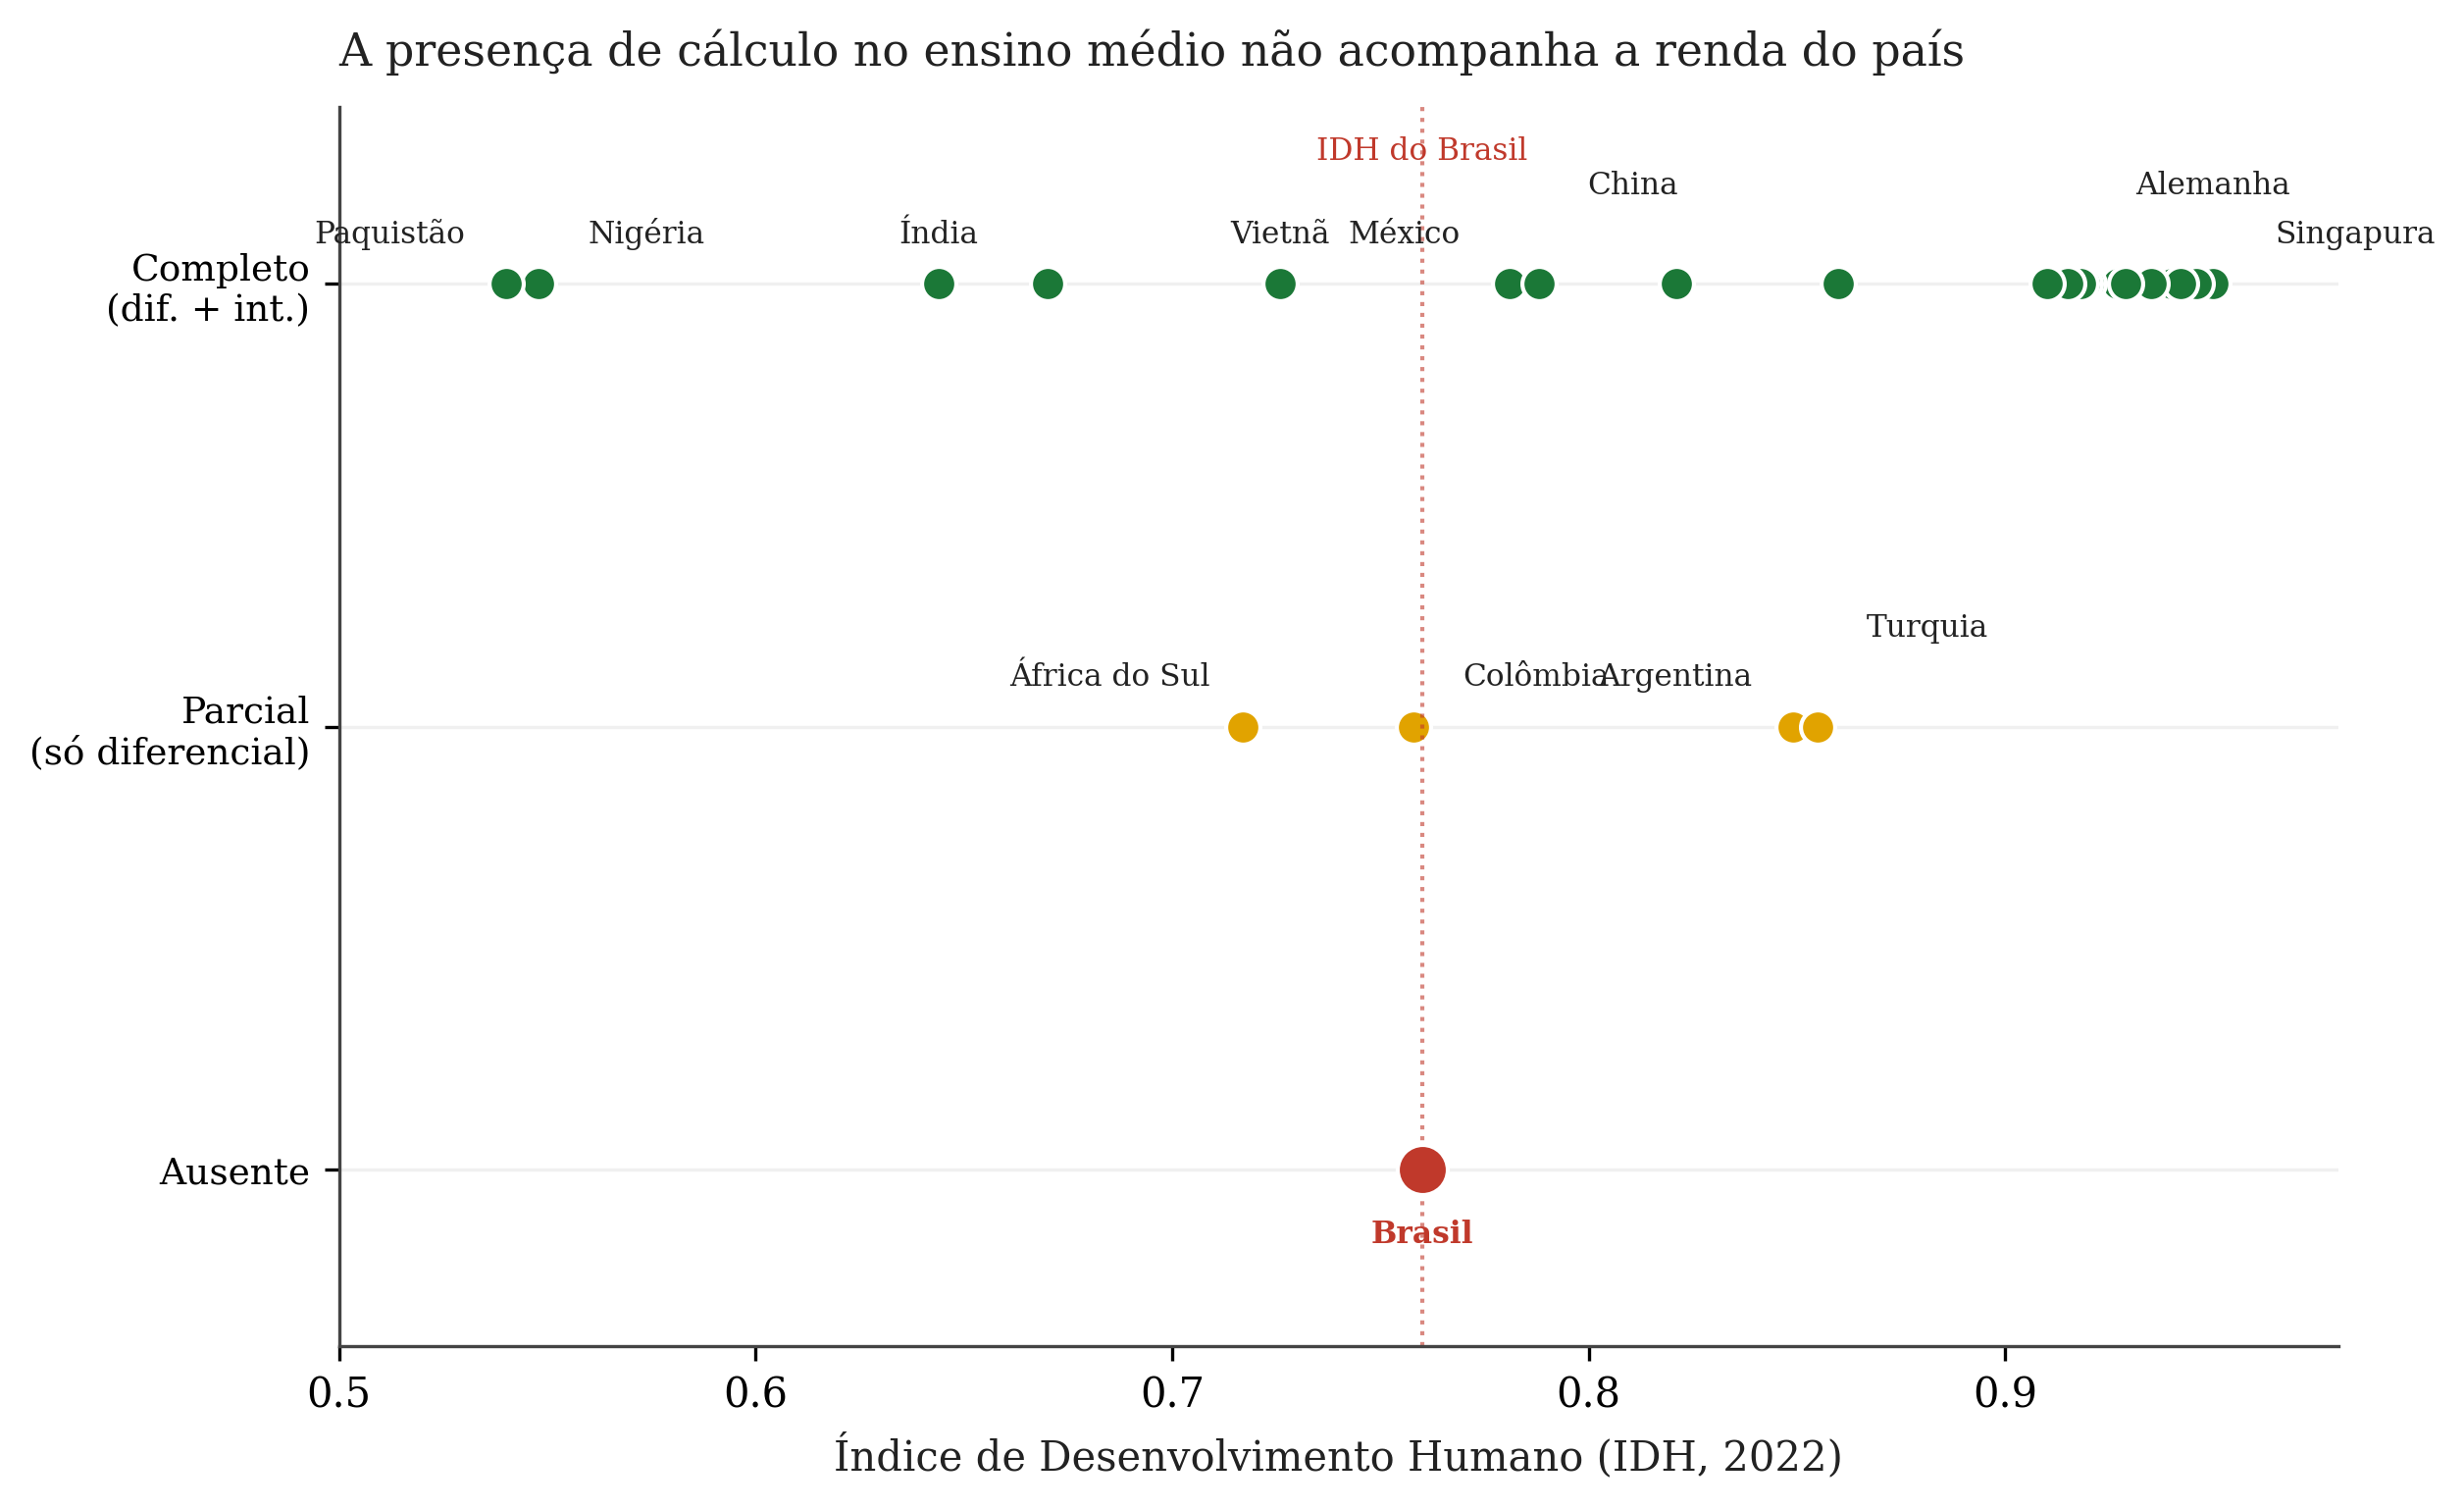 A presença de cálculo no ensino médio não acompanha a renda do país
IDH do Brasil
China
Alemanha
Paquistão
Nigéria
Índia
Vietnã
México
Singapura
Completo
(dif. + int.)
Turquia
África do Sul
Colômbia
Argentina
Parcial
(só diferencial)
Ausente
Brasil
0.5
0.6
0.7
0.8
0.9
Índice de Desenvolvimento Humano (IDH, 2022)